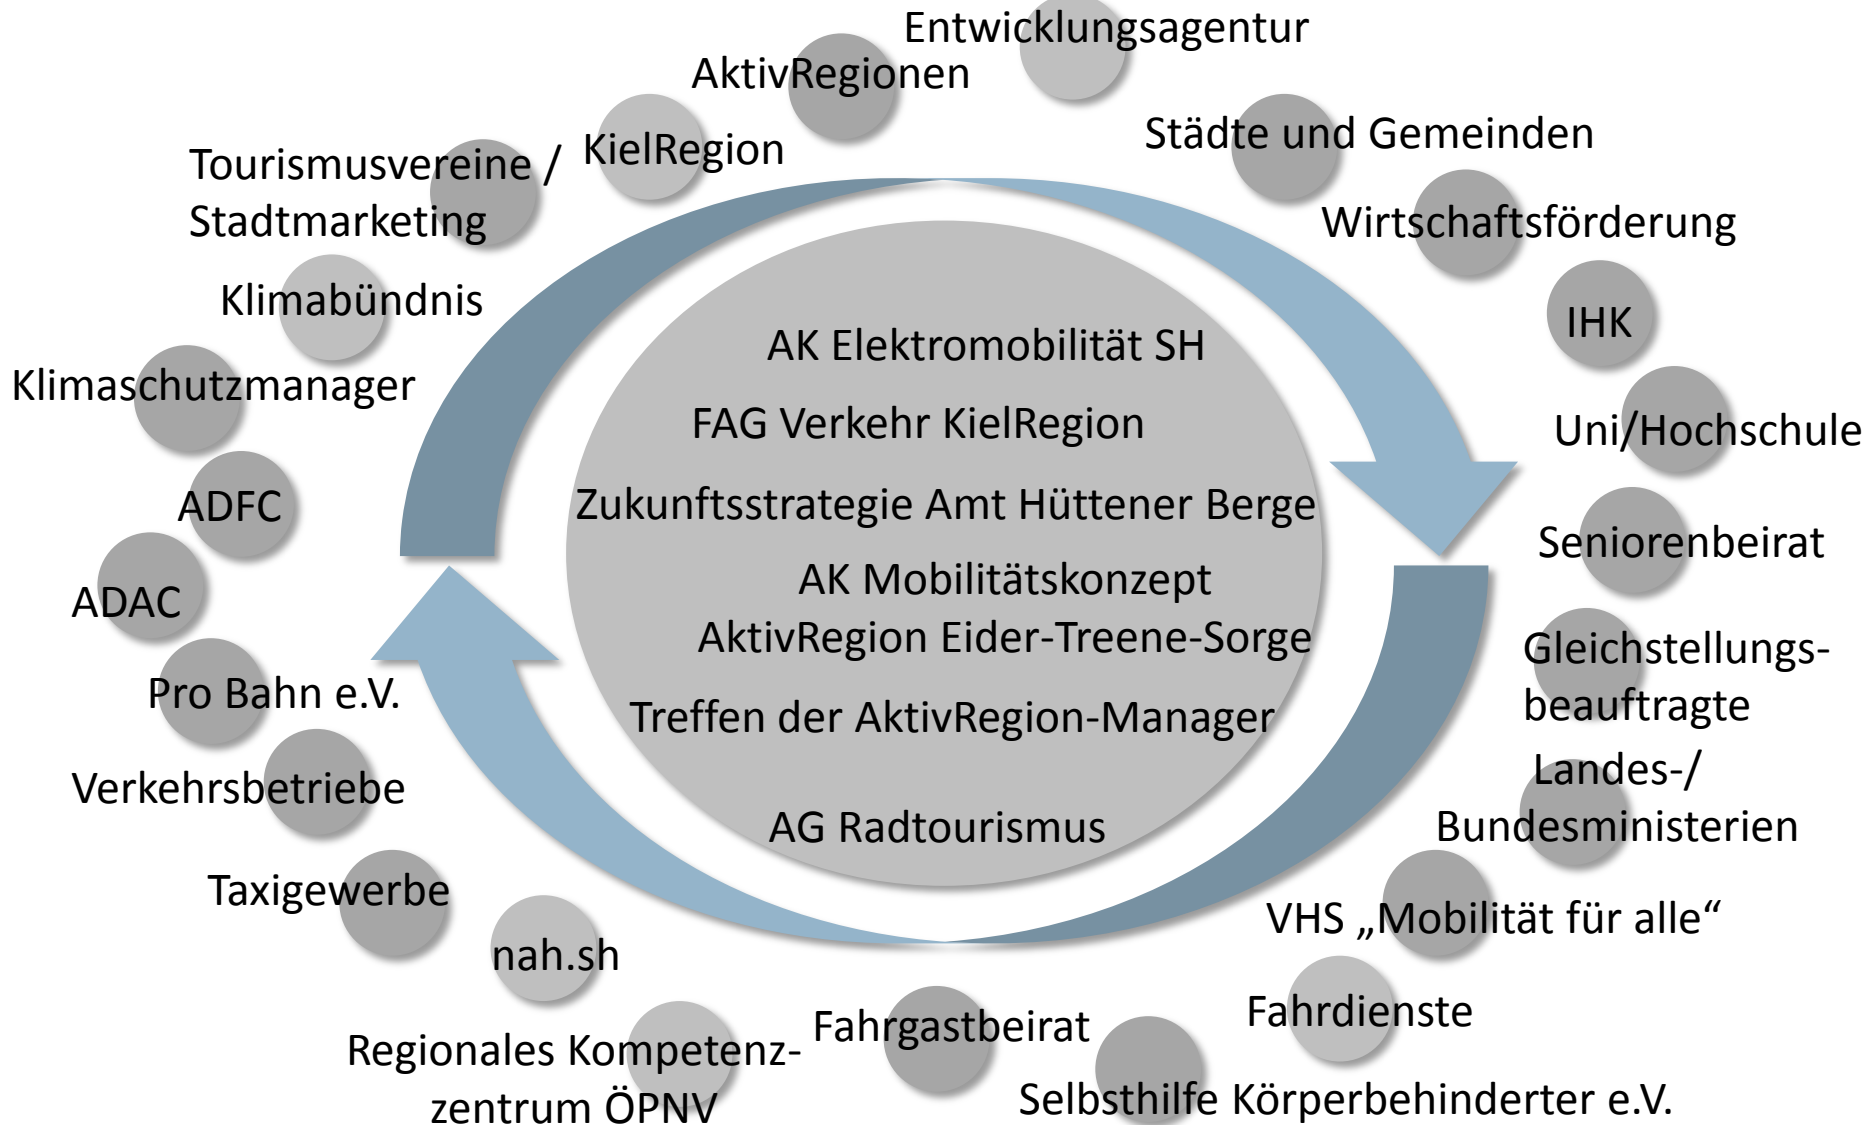 Entwicklungsagentur
AktivRegionen
Städte und Gemeinden
KielRegion
Tourismusvereine /
Stadtmarketing
Wirtschaftsförderung
Klimabündnis
IHK
Klimaschutzmanager
Uni/Hochschule
ADFC
Seniorenbeirat
ADAC
Gleichstellungs-
beauftragte
Pro Bahn e.V.
Landes-/
Bundesministerien
Verkehrsbetriebe
Taxigewerbe
VHS „Mobilität für alle“
nah.sh
Fahrdienste
Fahrgastbeirat
Regionales Kompetenz-
zentrum ÖPNV
Selbsthilfe Körperbehinderter e.V.
AK Elektromobilität SH
FAG Verkehr KielRegion
Zukunftsstrategie Amt Hüttener Berge
AK Mobilitätskonzept
AktivRegion Eider-Treene-Sorge
Treffen der AktivRegion-Manager
AG Radtourismus